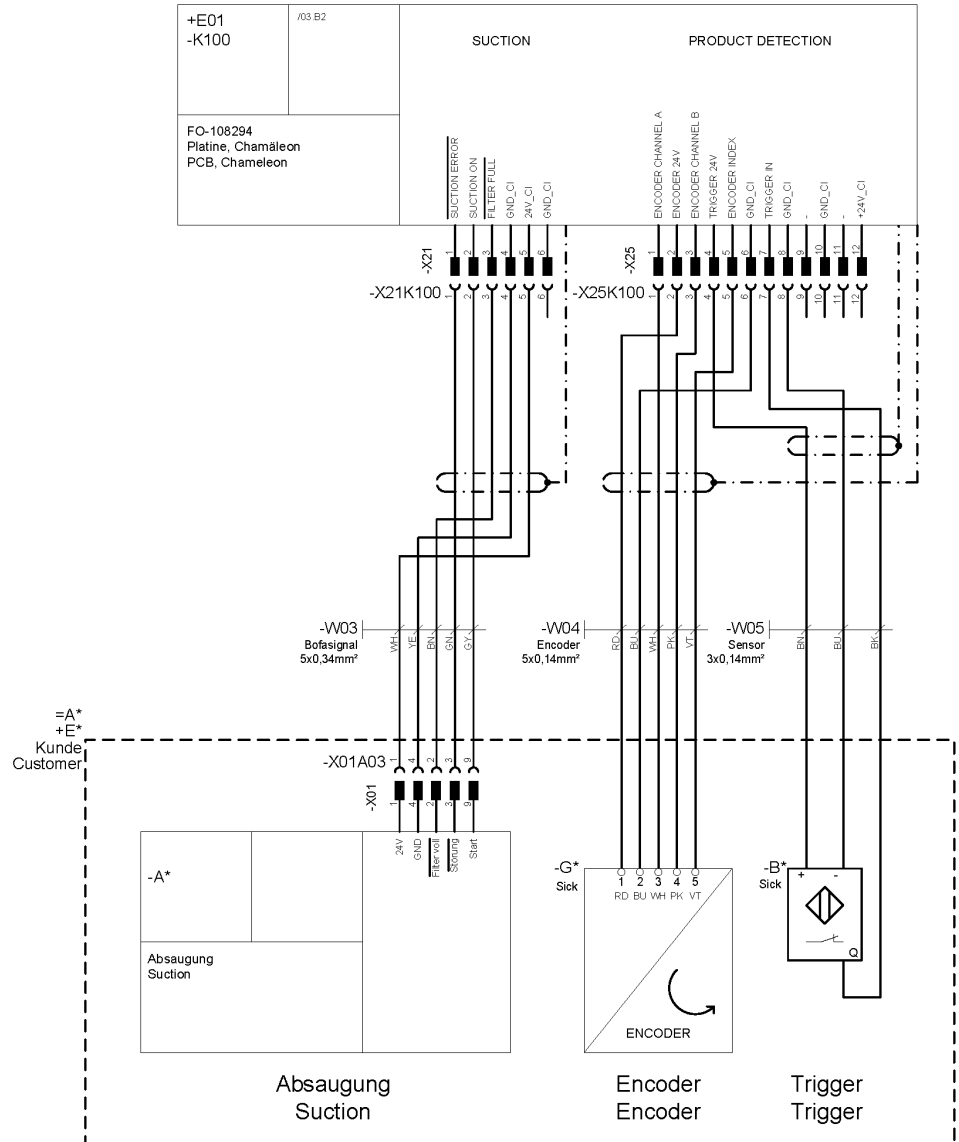 +E01
-K100
/03.B2
SUCTION
PRODUCT DETECTION
FO-108294
Platine, Chamäleon
PCB, Chameleon
SUCTION ERROR
SUCTION ON
FILTER FULL
GND_CI
24V_CI
GND_CI
ENCODER CHANNEL A
ENCODER 24V
ENCODER CHANNEL B
TRIGGER 24V
ENCODER INDEX
GND_CI
TRIGGER IN
GND_CI
-
GND_CI
-
+24V_CI
-X21
1 2 3 4 5 6
-X25
1 2 3 4 5 6 7 8 9 10 11 12
-X21K100
1 2 3 4 5 6
-X25K100
1 2 3 4 5 6 7 8 9 10 11 12
-W03
Bofasignal
5x0,34mm²
WH YE BN GN GY
-W04
Encoder
5x0,14mm²
RD BU WH PK VT
-W05
Sensor
3x0,14mm²
BN BU BK
=A*
+E*
Kunde
Customer
-X01A03
1 4 2 3 9
-X01
1 4 2 3 9
24V
GND
Filter voll
Störung
Start
-A*
Absaugung
Suction
-G*
Sick
1 2 3 4 5
RD BU WH PK VT
ENCODER
-B*
Sick
+ -
Q
Absaugung
Suction
Encoder
Encoder
Trigger
Trigger